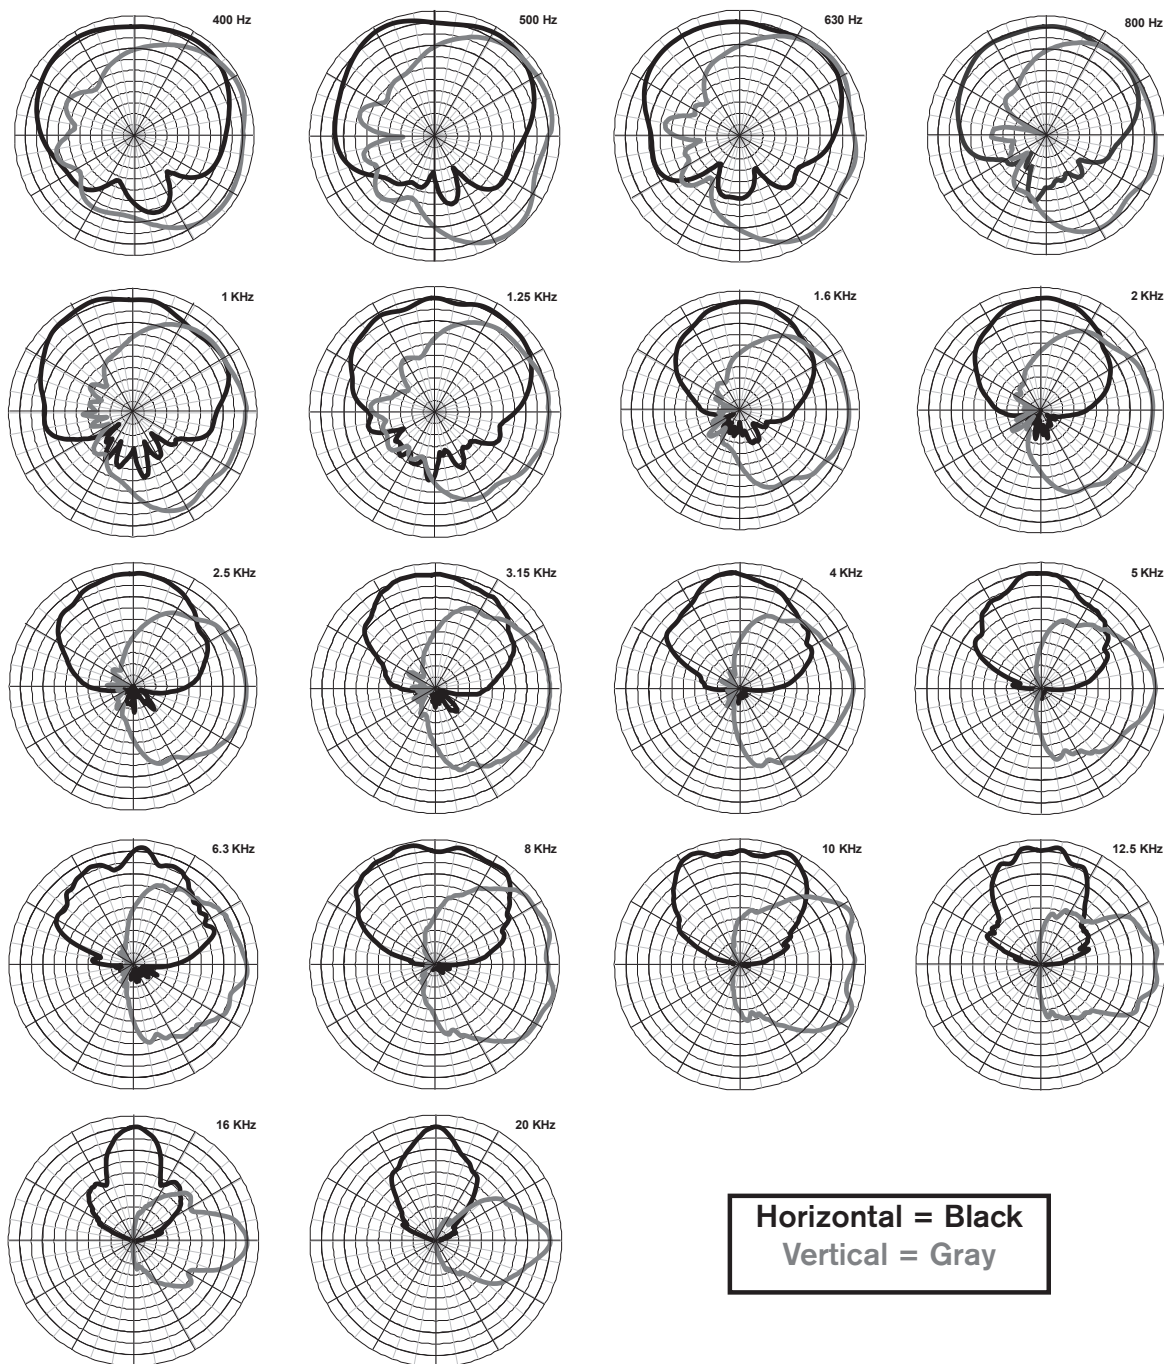 400 Hz
500 Hz
630 Hz
800 Hz
1 KHz
1.25 KHz
1.6 KHz
2 KHz
2.5 KHz
3.15 KHz
4 KHz
5 KHz
6.3 KHz
8 KHz
10 KHz
12.5 KHz
16 KHz
20 KHz
Horizontal = Black
Vertical = Gray